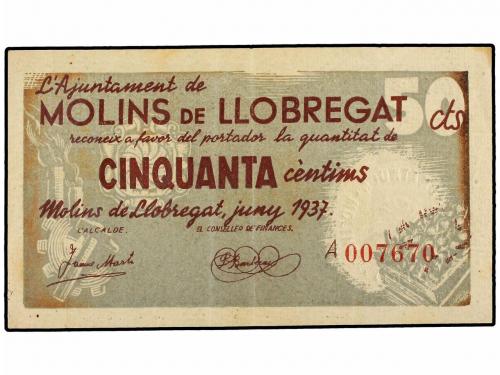 L'Ajuntament de
MOLINS DE LLOBREGAT
50 cts
reconeix a favor del portador la quantitat de
CINQUANTA cèntims
Molins de Llobregat, juny 1937.
L'ALCALDE.
EL CONSELLER DE FINANCES.
A 007670